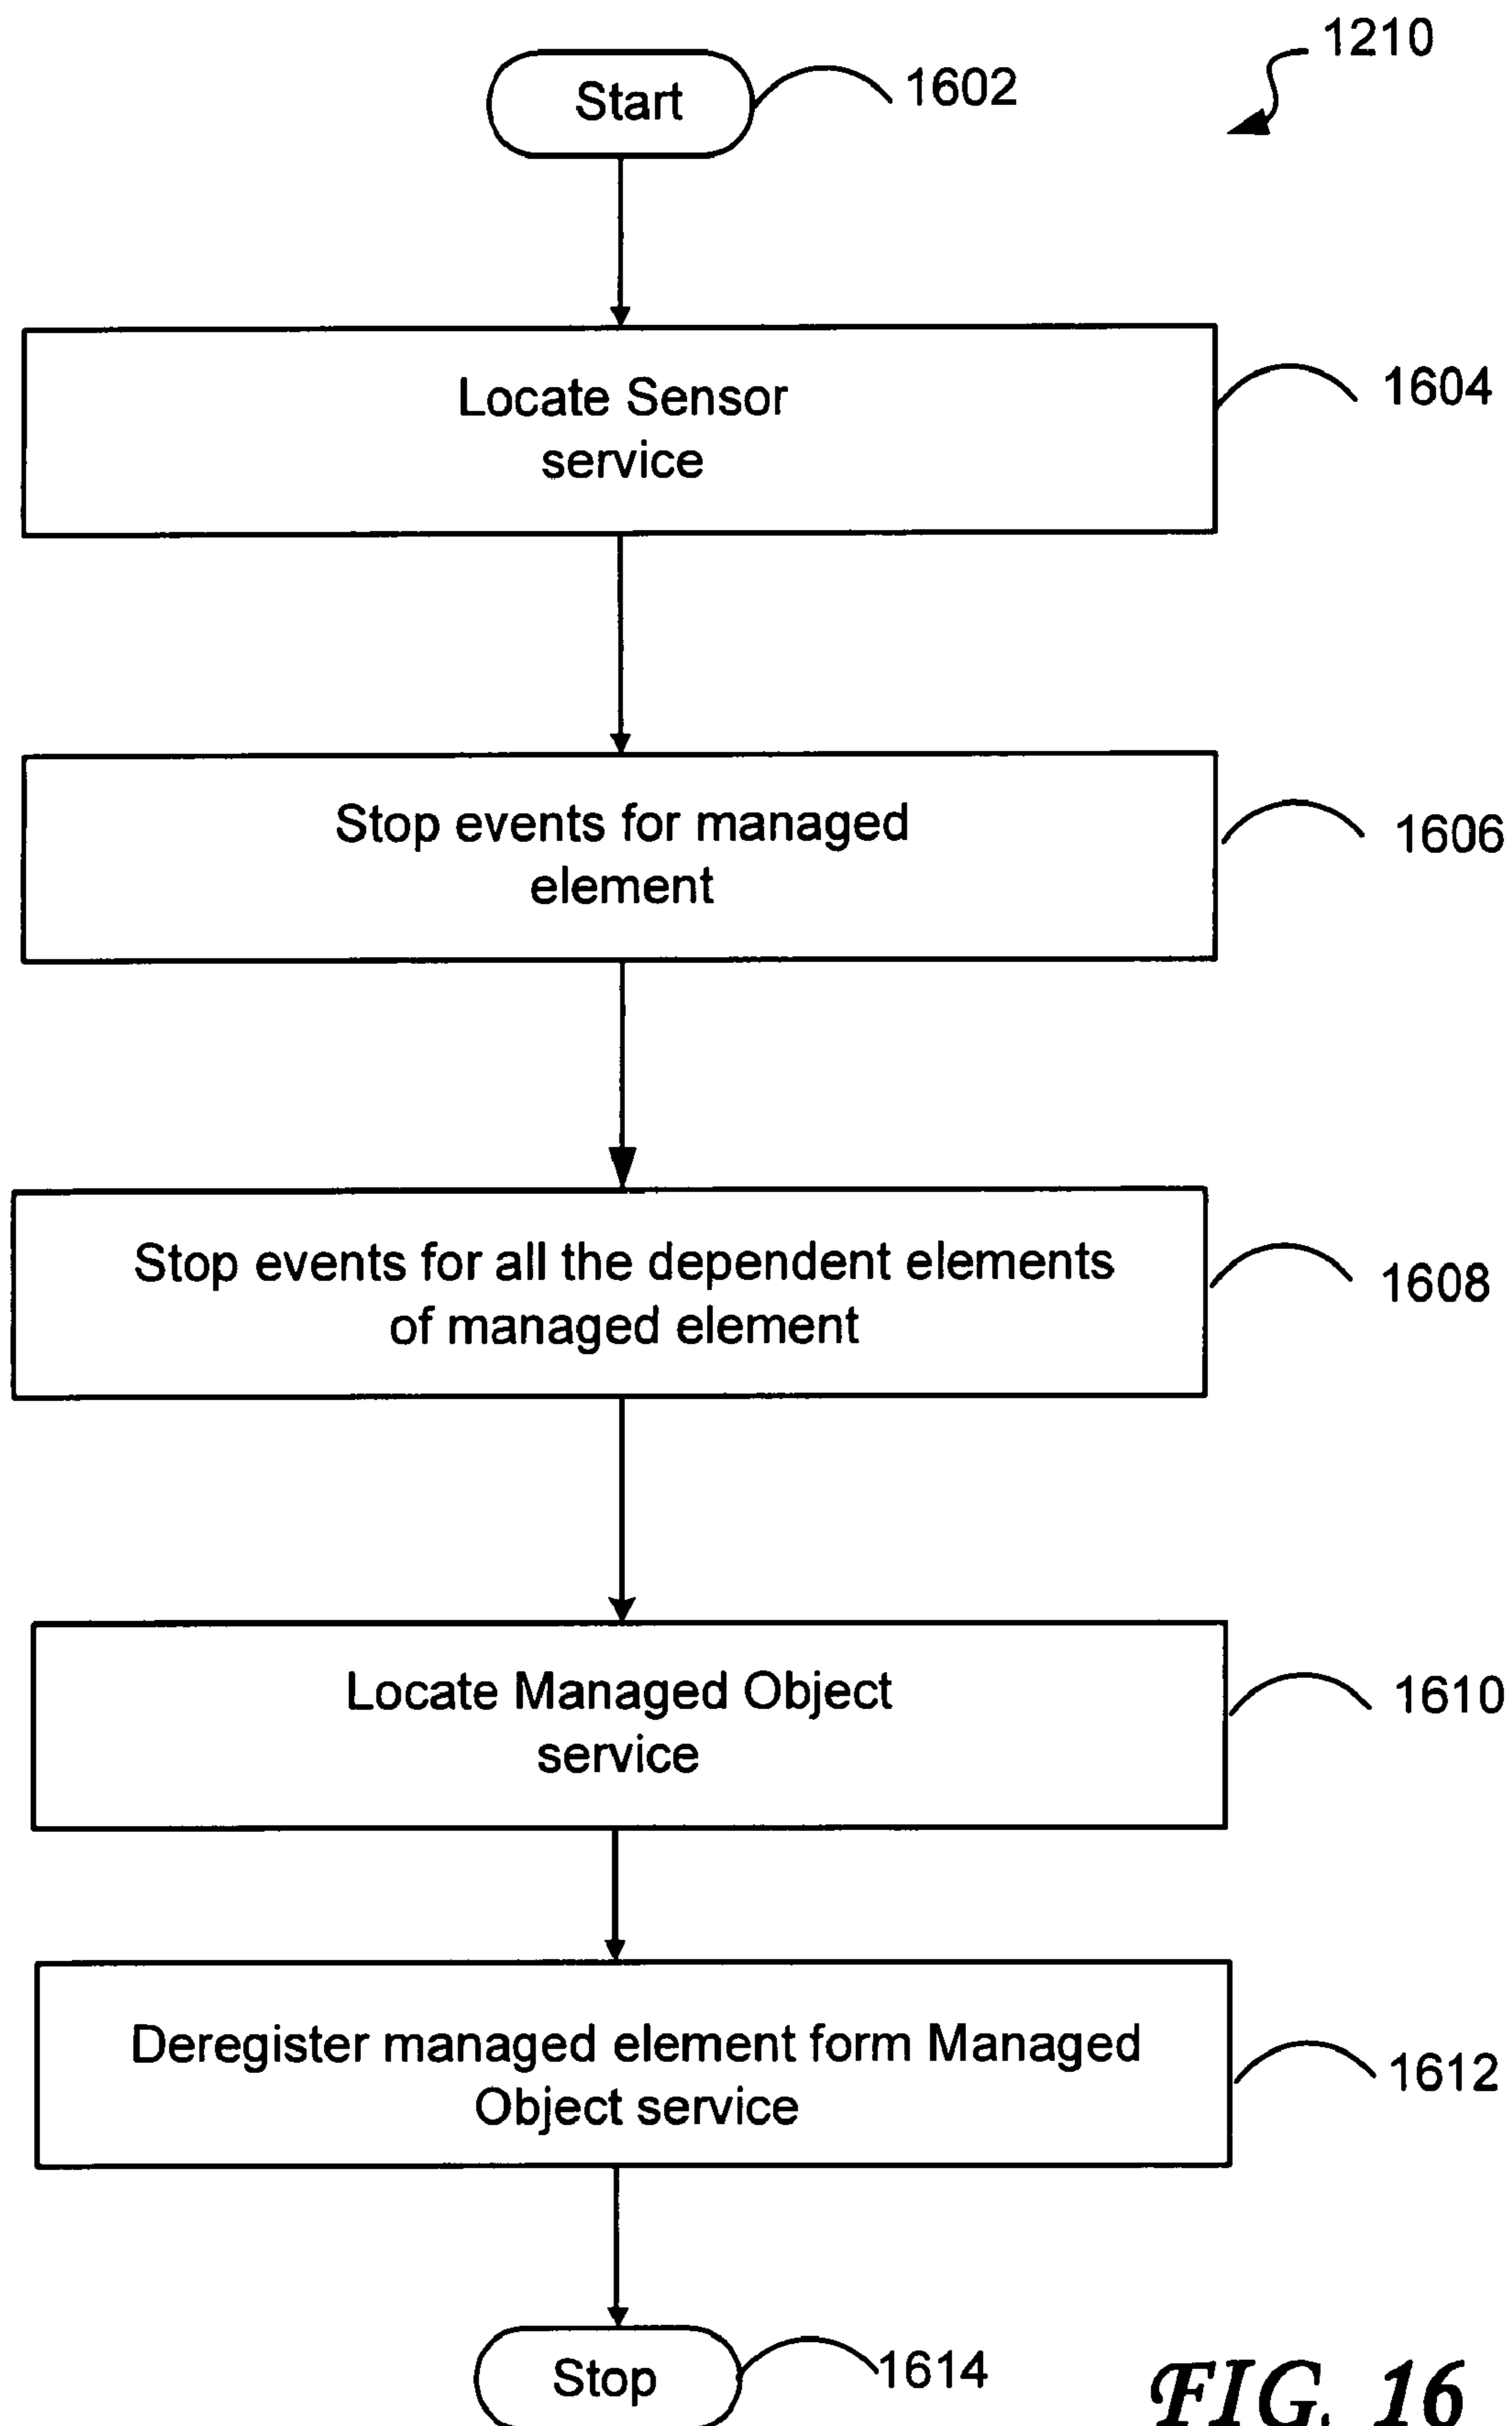 1210
Start
1602
Locate Sensor
service
1604
Stop events for managed
element
1606
Stop events for all the dependent elements
of managed element
1608
Locate Managed Object
service
1610
Deregister managed element form Managed
Object service
1612
Stop
1614
FIG. 16